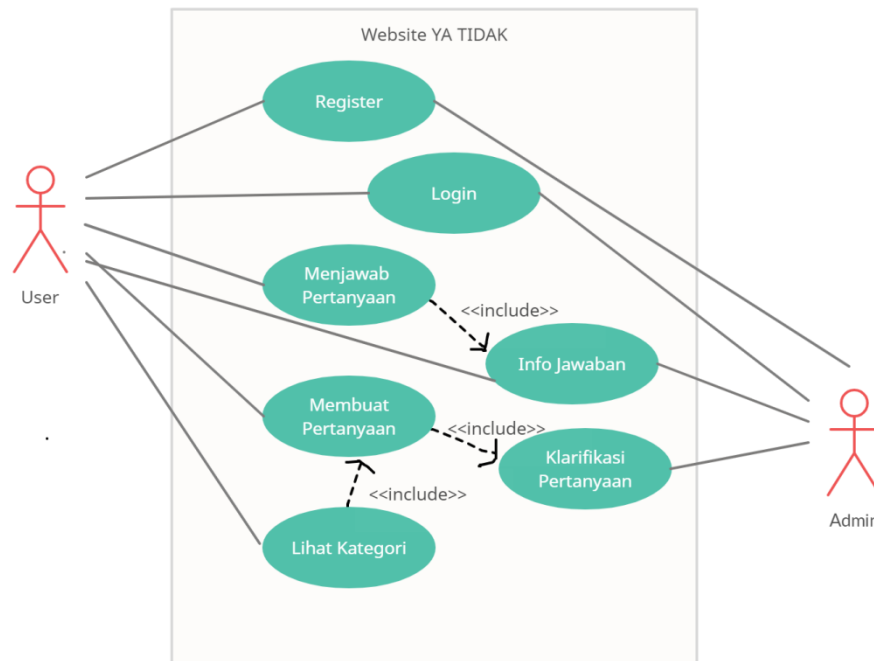 Website YA TIDAK
Register
Login
User
Menjawab
Pertanyaan
<<include>>
Info Jawaban
Membuat
Pertanyaan
<<include>>
Klarifikasi
Pertanyaan
<<include>>
Lihat Kategori
Admin